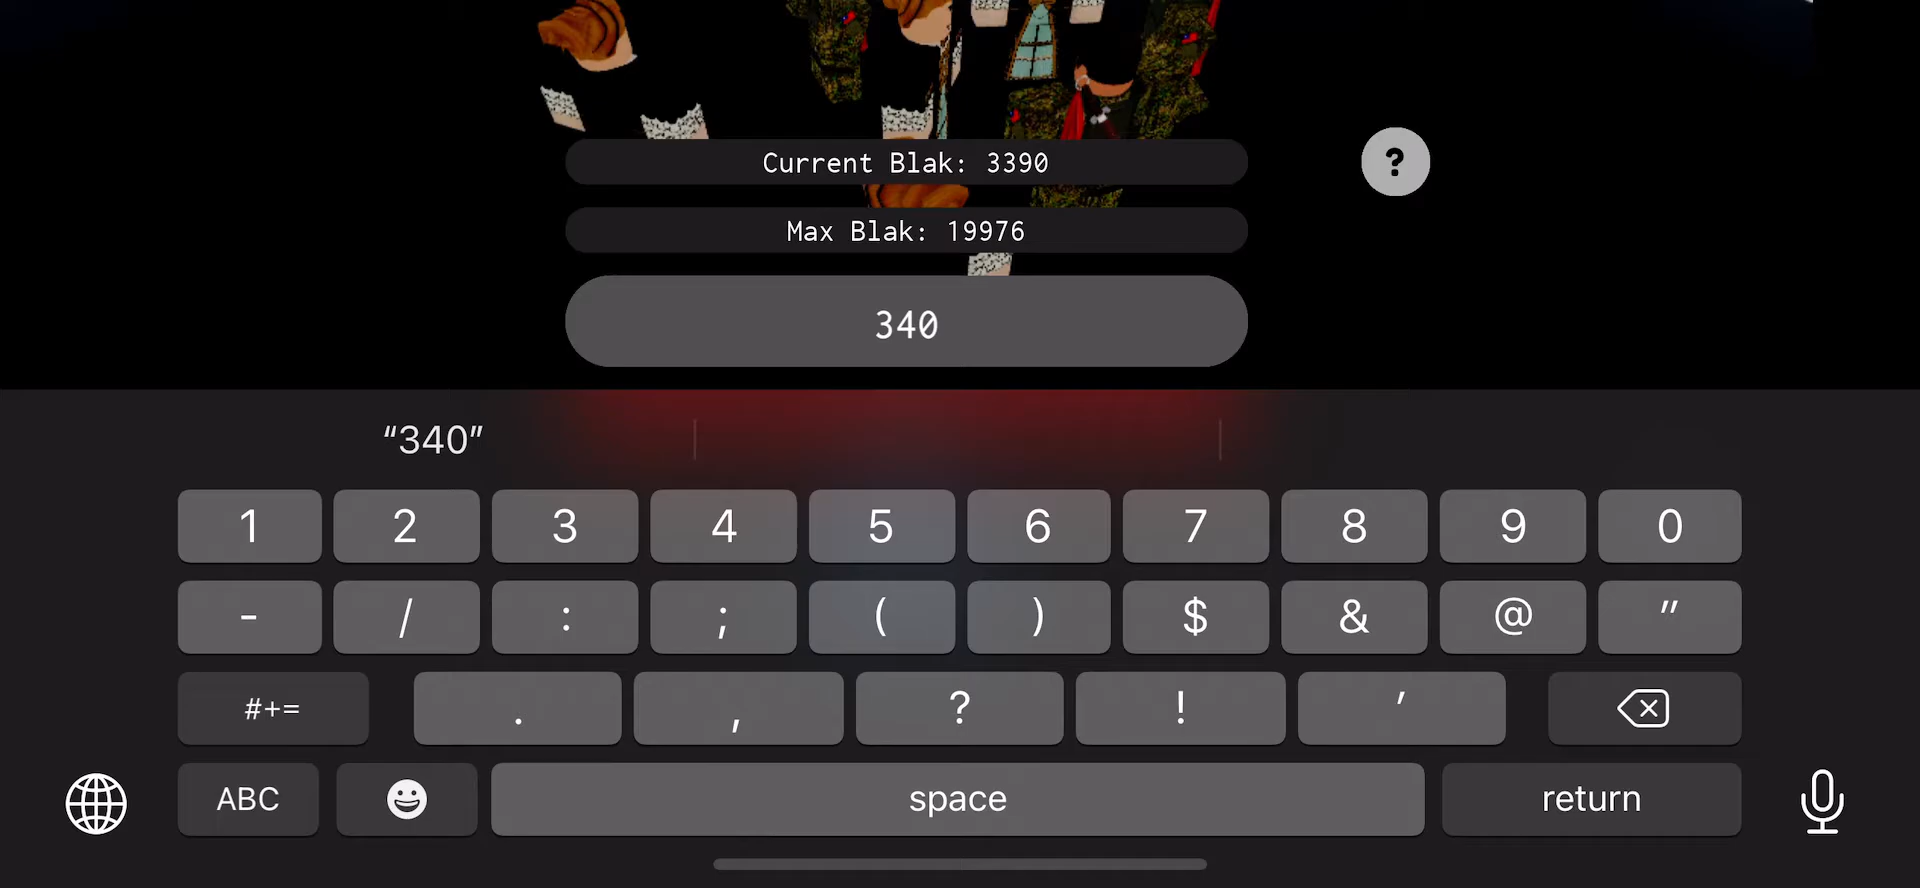 Current Blak: 3390
?
Max Blak: 19976
340
“340”
1 2 3 4 5 6 7 8 9 0
- / : ; ( ) $ & @ "
#+= . , ? ! '
ABC space return